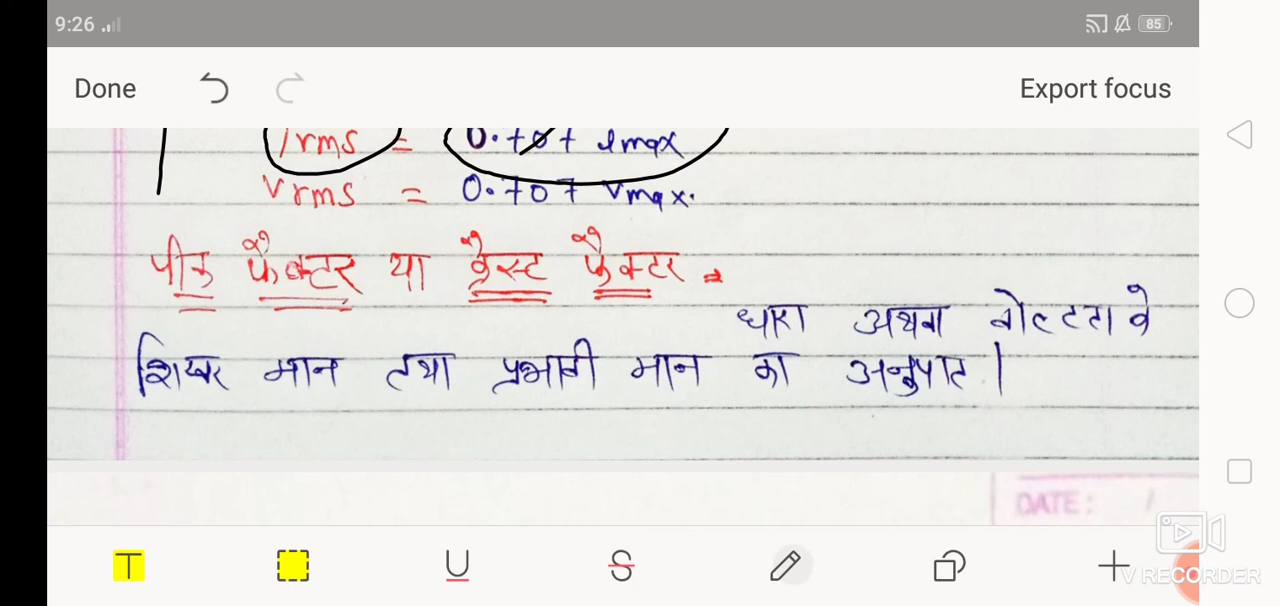 9:26
85
Done
Export focus
Irms = 0.707 Imax
Vrms = 0.707 Vmax.
पीक फैक्टर या क्रैस्ट फैक्टर =
धारा अथवा वोल्टता के
शिखर मान तथा प्रभावी मान का अनुपात।
DATE: /
T U S
V RECORDER